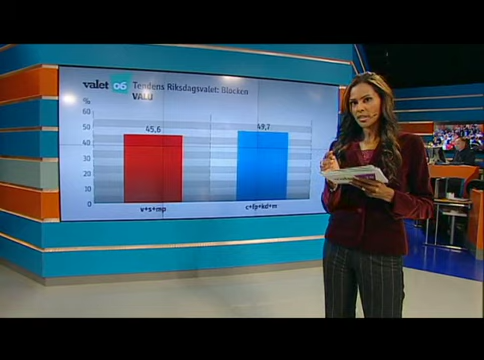 valet 06 Tendens Riksdagsvalet: Blocken
VALU
%
60
50
40
30
20
10
0
45,6
49,7
v+s+mp
c+fp+kd+m